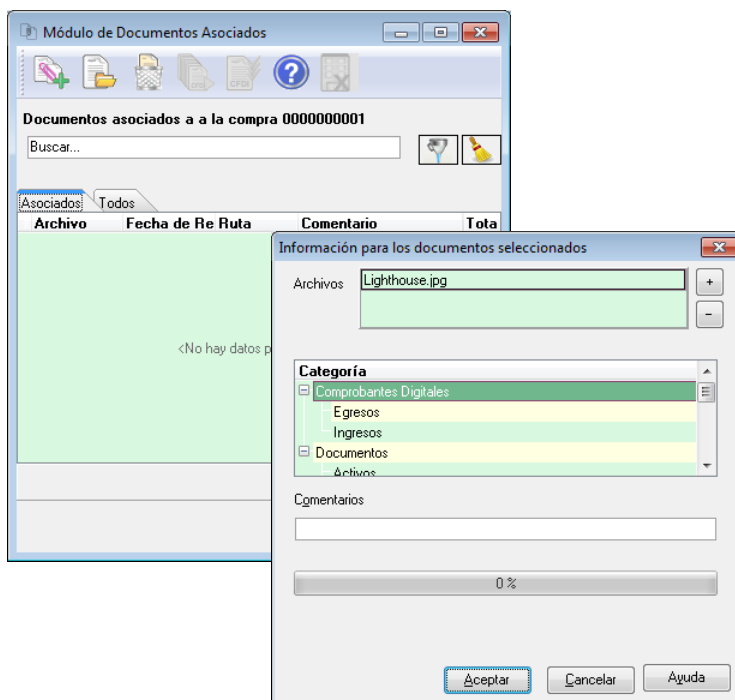 Módulo de Documentos Asociados
Documentos asociados a a la compra 0000000001
Buscar...
Asociados Todos
Archivo Fecha de Re Ruta Comentario Tota
<No hay datos p
Información para los documentos seleccionados
Archivos Lighthouse.jpg
+
-
Categoría
Comprobantes Digitales
Egresos
Ingresos
Documentos
Activos
Comentarios
0 %
Aceptar Cancelar Ayuda